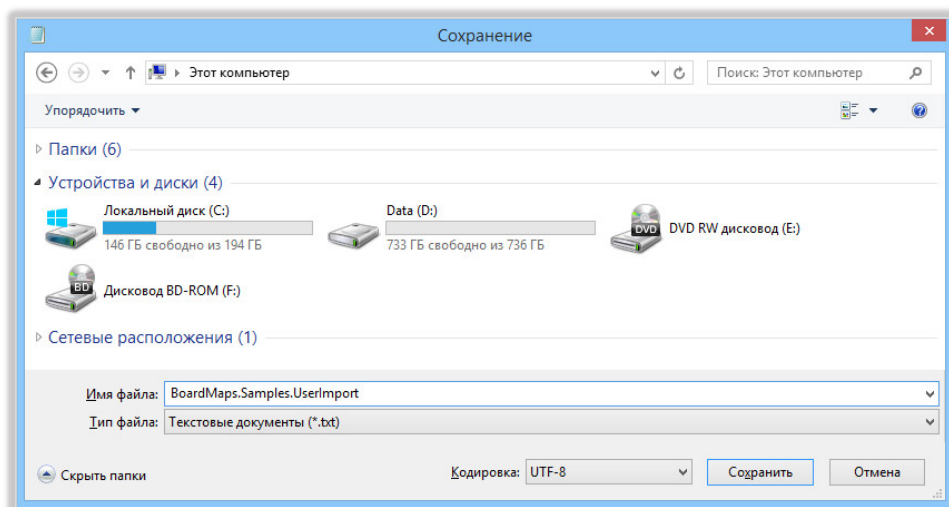 Сохранение
Этот компьютер
Поиск: Этот компьютер
Упорядочить
Папки (6)
Устройства и диски (4)
Локальный диск (C:)
146 ГБ свободно из 194 ГБ
Data (D:)
733 ГБ свободно из 736 ГБ
DVD
DVD RW дисковод (E:)
BD
Дисковод BD-ROM (F:)
Сетевые расположения (1)
Имя файла: BoardMaps.Samples.UserImport
Тип файла: Текстовые документы (*.txt)
Скрыть папки
Кодировка: UTF-8
Сохранить
Отмена